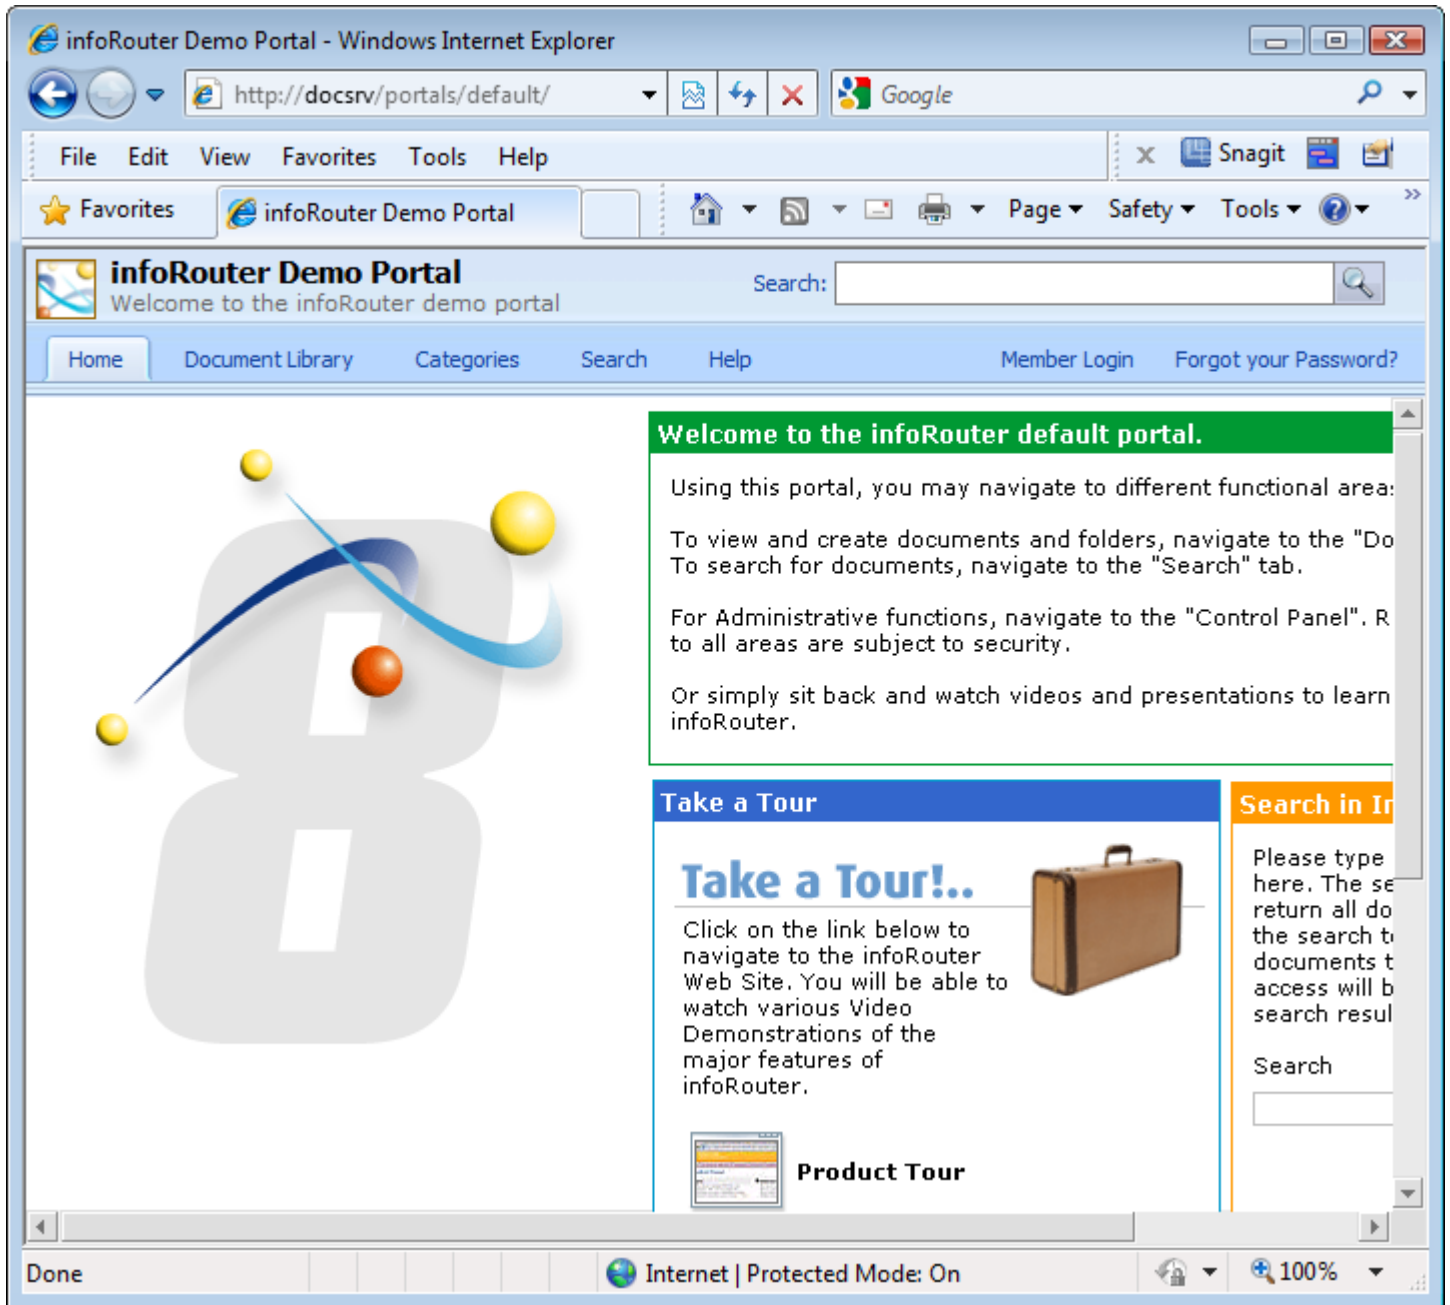 infoRouter Demo Portal - Windows Internet Explorer
http://docsrv/portals/default/
Google
File Edit View Favorites Tools Help
x Snagit
Favorites
infoRouter Demo Portal
Page Safety Tools
infoRouter Demo Portal
Search:
Welcome to the infoRouter demo portal
Home Document Library Categories Search Help Member Login Forgot your Password?
8
Welcome to the infoRouter default portal.
Using this portal, you may navigate to different functional area
To view and create documents and folders, navigate to the "Do
To search for documents, navigate to the "Search" tab.
For Administrative functions, navigate to the "Control Panel". R
to all areas are subject to security.
Or simply sit back and watch videos and presentations to learn
infoRouter.
Take a Tour
Take a Tour!..
Click on the link below to
navigate to the infoRouter
Web Site. You will be able to
watch various Video
Demonstrations of the
major features of
infoRouter.
Product Tour
Search in
Please type
here. The se
return all do
the search t
documents t
access will b
search resul
Search
Done
Internet | Protected Mode: On
100%